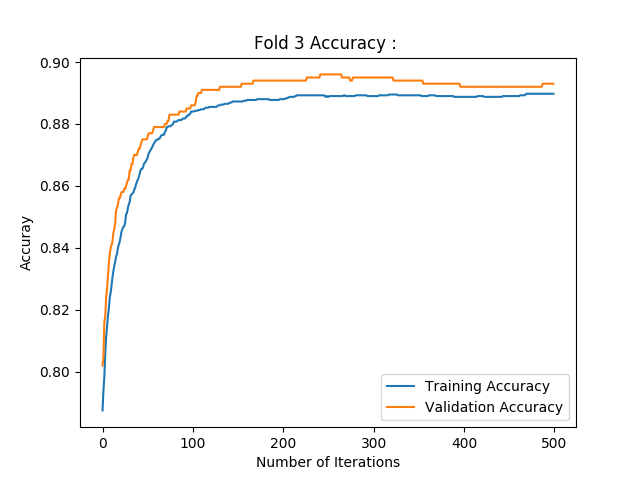 Fold 3 Accuracy :
0.90
0.88
0.86
0.84
0.82
0.80
Accuray
0
100
200
300
400
500
Number of Iterations
Training Accuracy
Validation Accuracy